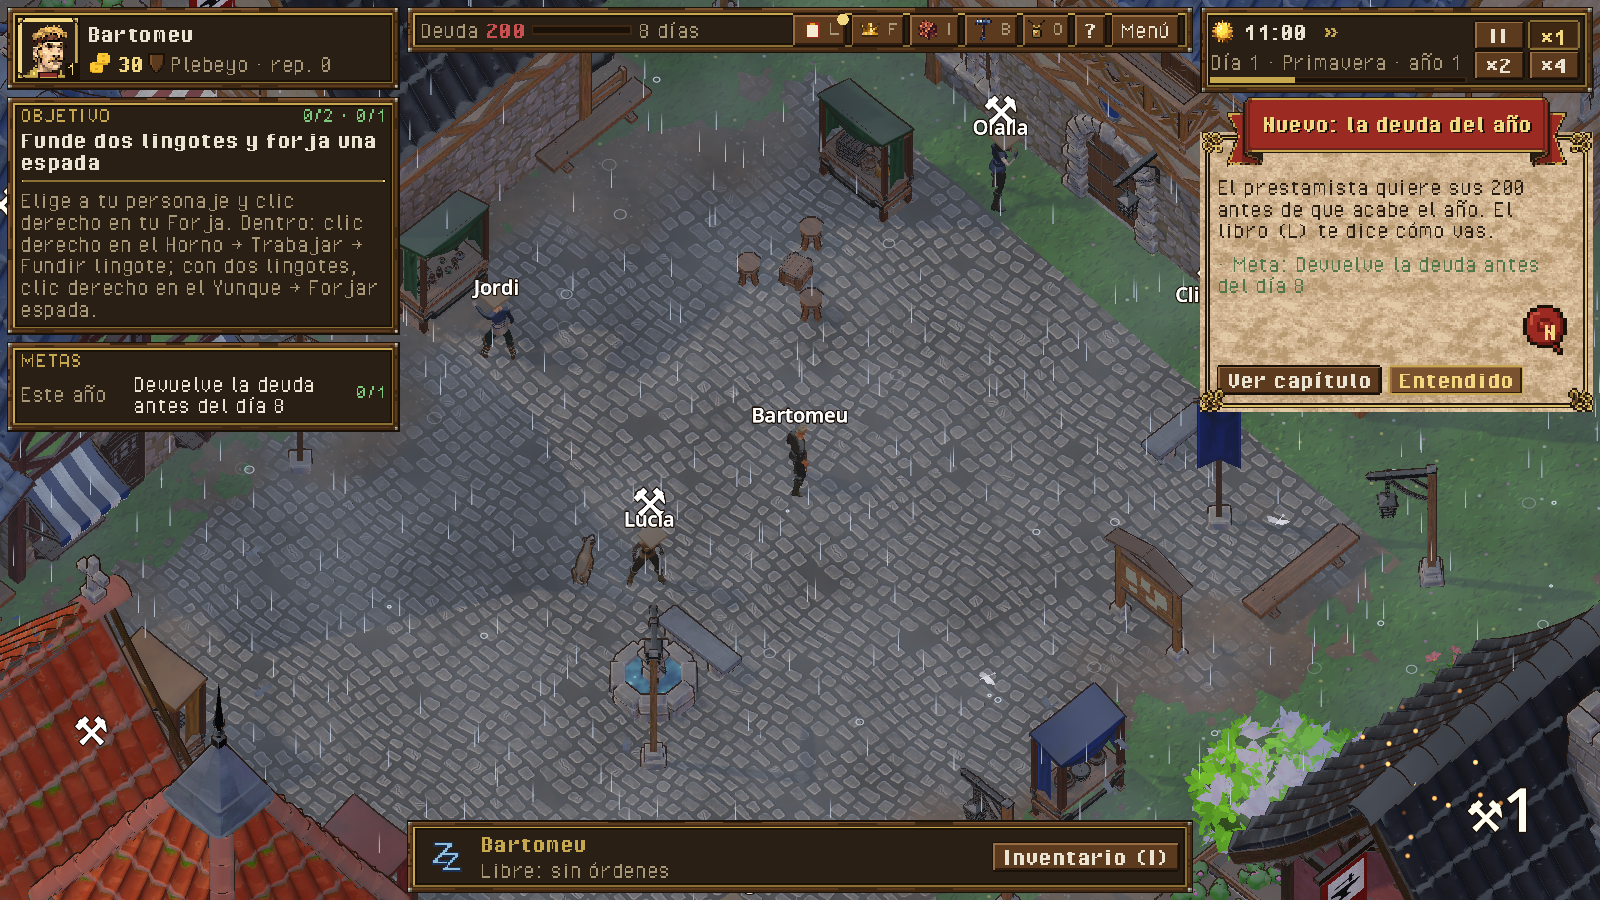 Bartomeu
30 Plebeyo · rep. 0
1
Deuda 200 8 días
L F I B O ? Menú
11:00 »
Día 1 · Primavera · año 1
x1
x2 x4
OBJETIVO 0/2 · 0/1
Funde dos lingotes y forja una
espada
Elige a tu personaje y clic
derecho en tu Forja. Dentro: clic
derecho en el Horno → Trabajar →
Fundir lingote; con dos lingotes,
clic derecho en el Yunque → Forjar
espada.
METAS
Este año Devuelve la deuda
antes del día 8 0/1
Nuevo: la deuda del año
El prestamista quiere sus 200
antes de que acabe el año. El
libro (L) te dice cómo vas.
· Meta: Devuelve la deuda antes
del día 8
N
Ver capítulo Entendido
Olalla
Jordi
Cli
Bartomeu
Lucía
1
Bartomeu
Libre: sin órdenes
Inventario (I)